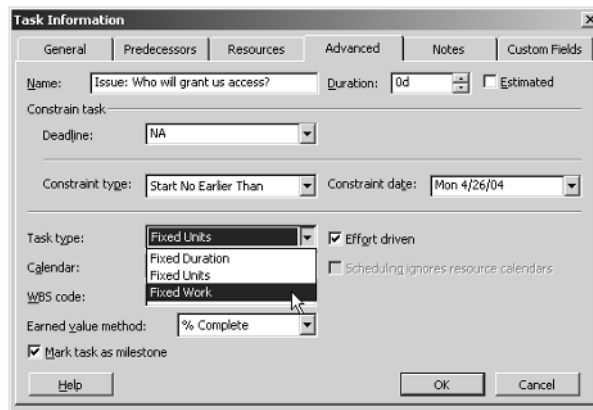 Task Information
General Predecessors Resources Advanced Notes Custom Fields
Name: Issue: Who will grant us access? Duration: 0d Estimated
Constrain task
Deadline: NA
Constraint type: Start No Earlier Than Constraint date: Mon 4/26/04
Task type: Fixed Units Effort driven
Fixed Duration
Calendar: Fixed Units Scheduling ignores resource calendars
WBS code: Fixed Work
Earned value method: % Complete
Mark task as milestone
Help OK Cancel